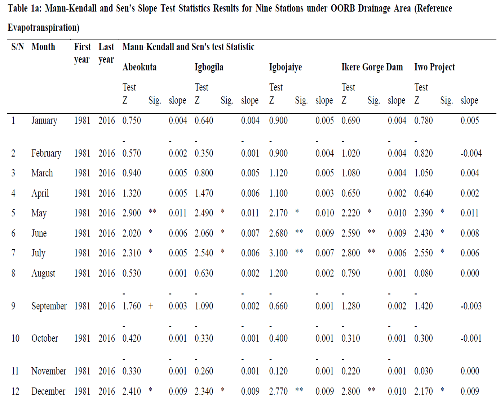 Table 1a: Mann-Kendall and Sen's Slope Test Statistics Results for Nine Stations under OORB Drainage Area (Reference
Evapotranspiration)
S/N Month First Last Mann Kendall and Sen's test Statistic
year year Abeokuta Igbogila Igbojaiye Ikere Gorge Dam Iwo Project
Test Test Test Test Test
Z Sig. slope Z Sig. slope Z Sig. slope Z Sig. slope Z Sig. slope
1 January 1981 2016 0.750 0.004 0.640 0.004 0.900 0.005 0.690 0.004 0.780 0.005
- - - - - - - - -
2 February 1981 2016 0.570 0.002 0.350 0.001 0.900 0.004 1.020 0.004 0.820 -0.004
3 March 1981 2016 0.940 0.005 0.800 0.005 1.120 0.005 1.080 0.004 1.050 0.004
4 April 1981 2016 1.320 0.005 1.470 0.006 1.100 0.003 0.650 0.002 0.640 0.002
5 May 1981 2016 2.900 ** 0.011 2.490 * 0.011 2.170 * 0.010 2.220 * 0.010 2.390 * 0.011
6 June 1981 2016 2.020 * 0.006 2.060 * 0.007 2.680 ** 0.009 2.590 ** 0.009 2.430 * 0.008
7 July 1981 2016 2.310 * 0.005 2.540 * 0.006 3.100 ** 0.007 2.800 ** 0.006 2.550 * 0.006
8 August 1981 2016 0.530 0.001 0.630 0.002 1.200 0.002 0.790 0.001 0.080 0.000
- - - - - - - - -
9 September 1981 2016 1.760 + 0.003 1.090 0.002 0.660 0.001 1.280 0.002 1.420 -0.003
- - - - - - - - -
10 October 1981 2016 0.420 0.001 0.330 0.001 0.400 0.001 0.310 0.001 0.300 -0.001
- - - - - - - - -
11 November 1981 2016 0.330 0.001 0.260 0.001 0.120 0.001 0.220 0.001 0.030 0.000
12 December 1981 2016 2.410 * 0.009 2.340 * 0.009 2.770 ** 0.009 2.800 ** 0.010 2.170 * 0.009